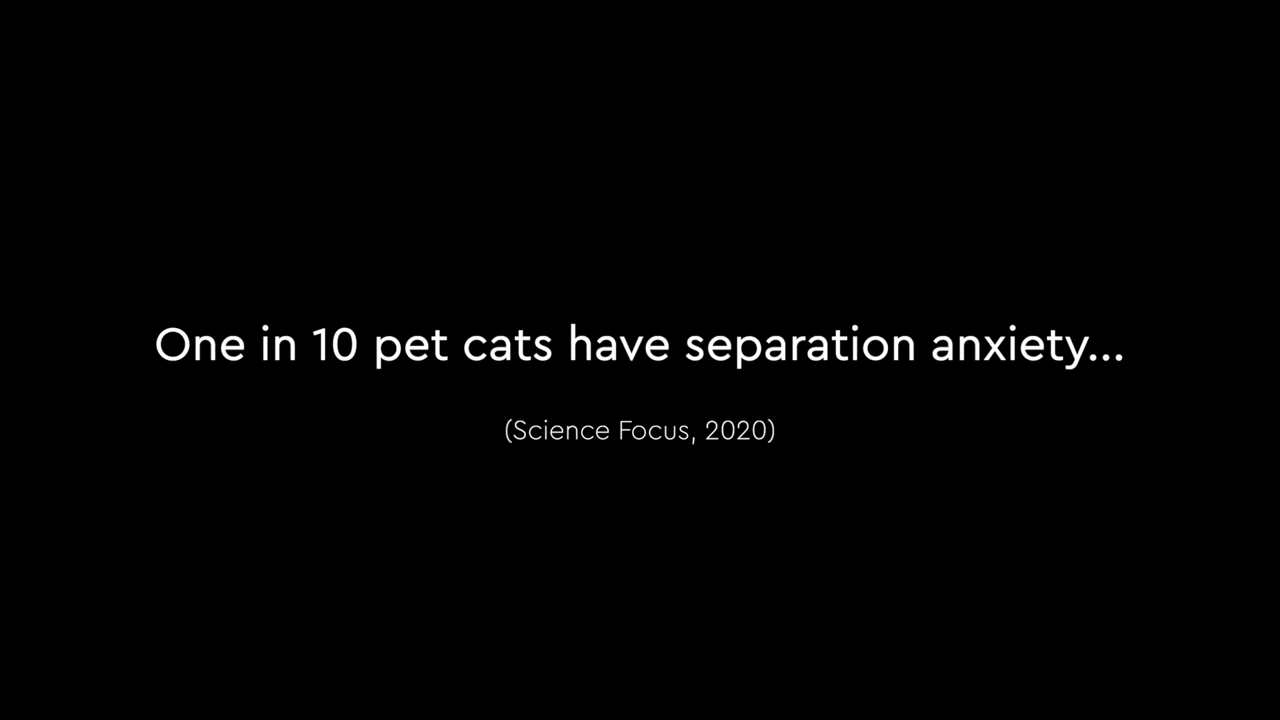 One in 10 pet cats have separation anxiety...
(Science Focus, 2020)